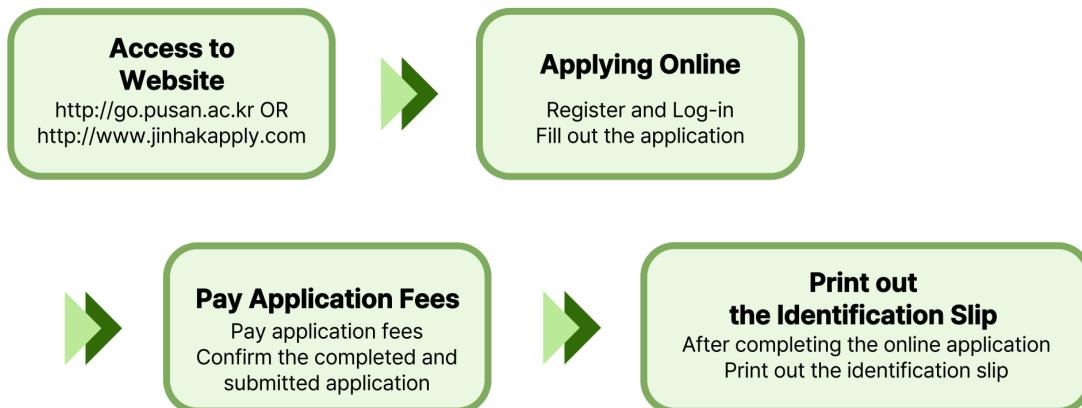 Access to
Website
http://go.pusan.ac.kr OR
http://www.jinhakapply.com
Applying Online
Register and Log-in
Fill out the application
Pay Application Fees
Pay application fees
Confirm the completed and
submitted application
Print out
the Identification Slip
After completing the online application
Print out the identification slip